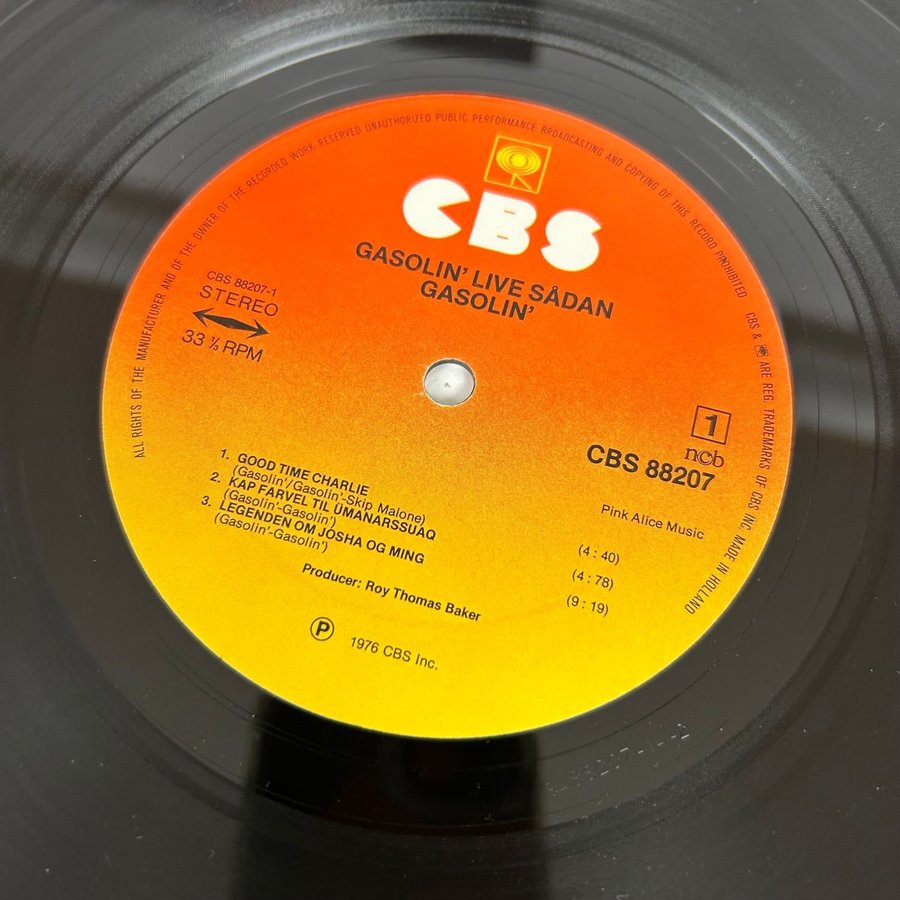 ALL RIGHTS OF THE MANUFACTURER AND OF THE OWNER OF THE RECORDED WORK RESERVED UNAUTHORIZED PUBLIC PERFORMANCE BROADCASTING AND COPYING OF THIS RECORD PROHIBITED
CBS & ARE REG. TRADEMARKS OF CBS INC. MADE IN HOLLAND
CBS
GASOLIN' LIVE SÅDAN
GASOLIN'
CBS 88207-1
STEREO
33 ⅓ RPM
1
ncb
CBS 88207
Pink Alice Music
1. GOOD TIME CHARLIE (4 : 40)
(Gasolin'/Gasolin'-Skip Malone)
2. KAP FARVEL TIL ÜMANARSSUAQ (4 : 78)
(Gasolin'-Gasolin')
3. LEGENDEN OM JOSHA OG MING (9 : 19)
(Gasolin'-Gasolin')
Producer: Roy Thomas Baker
Ⓟ 1976 CBS Inc.